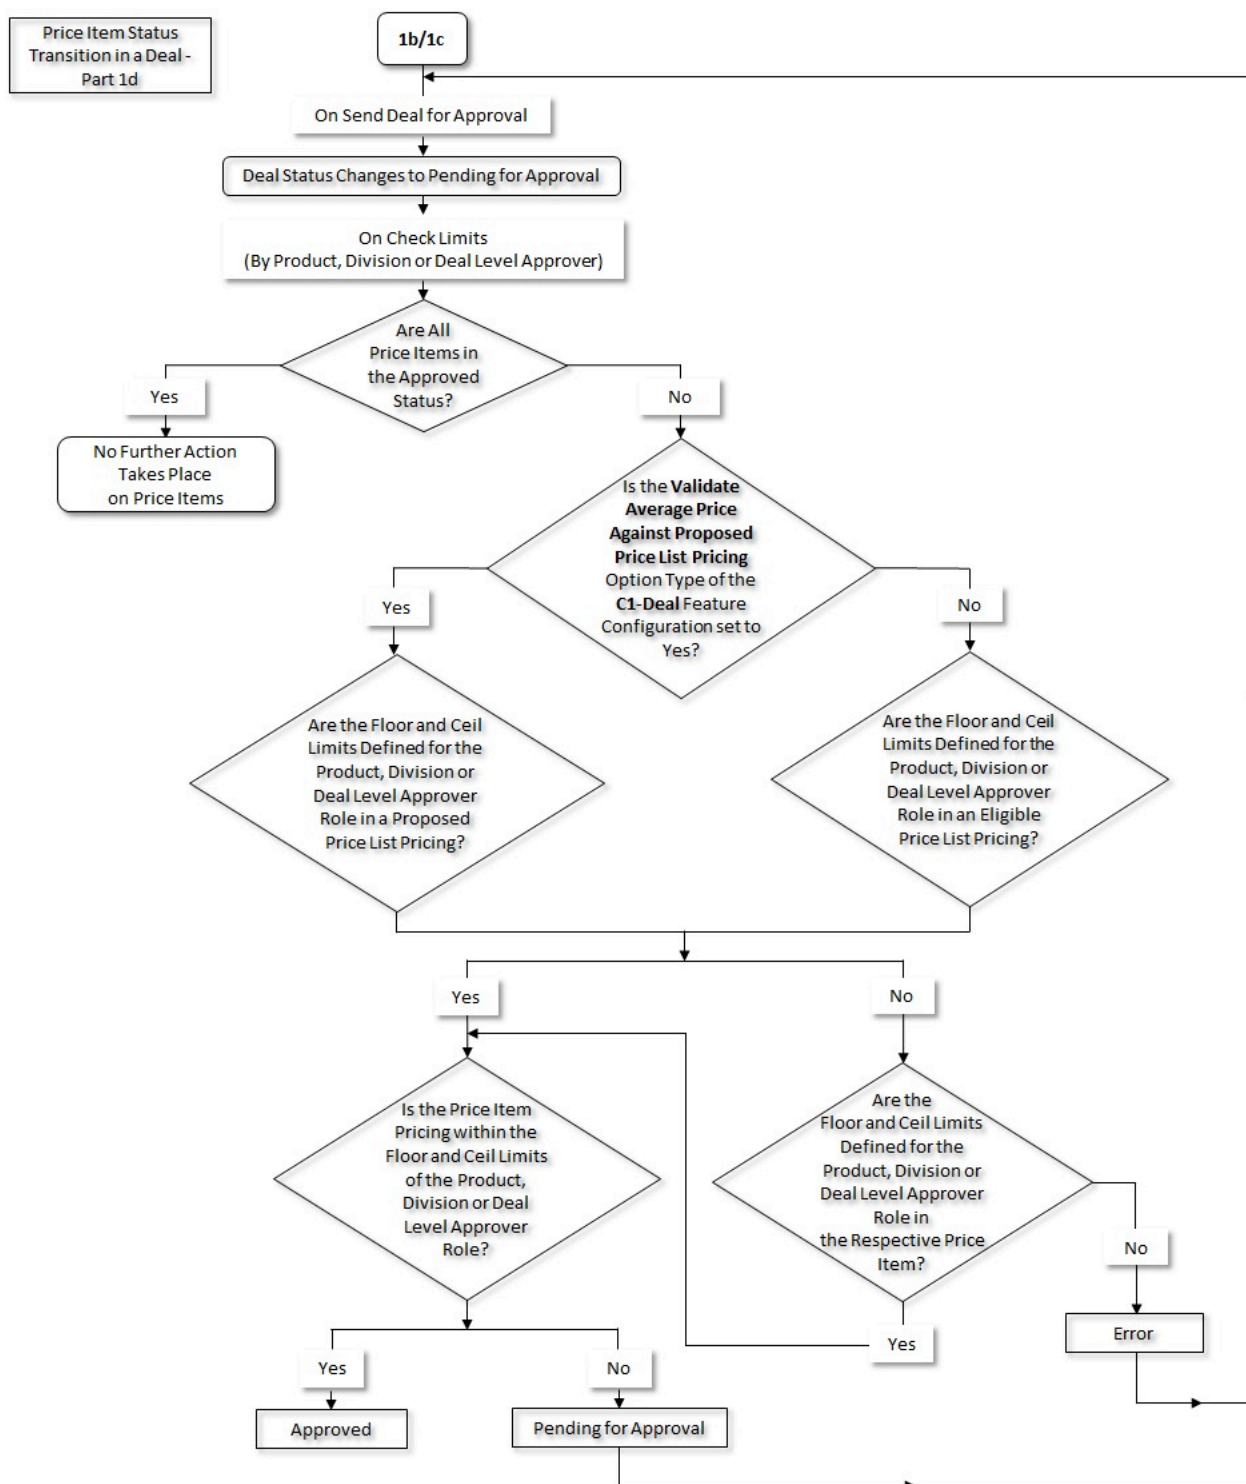 Price Item Status
Transition in a Deal -
Part 1d
1b/1c
On Send Deal for Approval
Deal Status Changes to Pending for Approval
On Check Limits
(By Product, Division or Deal Level Approver)
Are All
Price Items in
the Approved
Status?
Yes
No
No Further Action
Takes Place
on Price Items
Is the Validate
Average Price
Against Proposed
Price List Pricing
Option Type of the
C1-Deal Feature
Configuration set to
Yes?
Yes
No
Are the Floor and Ceil
Limits Defined for the
Product, Division or
Deal Level Approver
Role in a Proposed
Price List Pricing?
Are the Floor and Ceil
Limits Defined for the
Product, Division or
Deal Level Approver
Role in an Eligible
Price List Pricing?
Yes
No
Is the Price Item
Pricing within the
Floor and Ceil Limits
of the Product,
Division or Deal
Level Approver
Role?
Are the
Floor and Ceil Limits
Defined for the
Product, Division or
Deal Level Approver
Role in
the Respective Price
Item?
No
Error
Yes
Yes
No
Approved
Pending for Approval